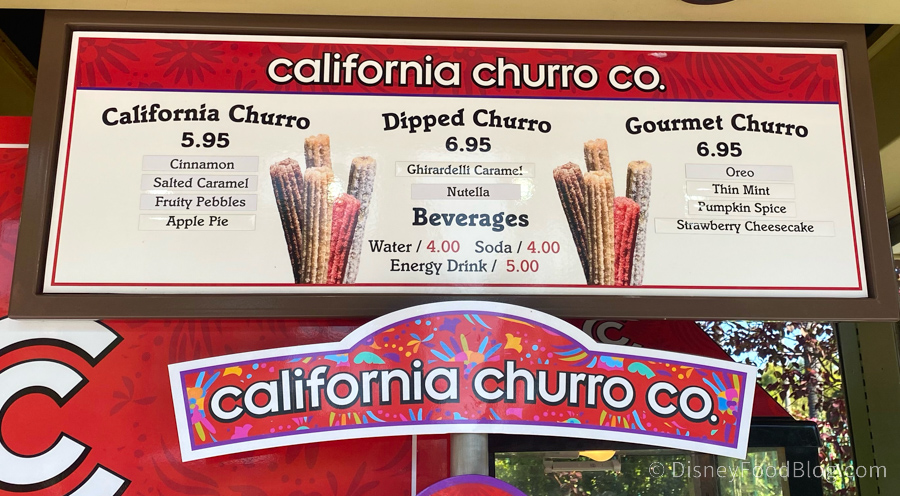 california churro co.
California Churro
5.95
Cinnamon
Salted Caramel
Fruity Pebbles
Apple Pie
Dipped Churro
6.95
Ghirardelli Caramel
Nutella
Beverages
Water / 4.00 Soda / 4.00
Energy Drink / 5.00
Gourmet Churro
6.95
Oreo
Thin Mint
Pumpkin Spice
Strawberry Cheesecake
california churro co.
C
C
© DisneyFoodBlog.com